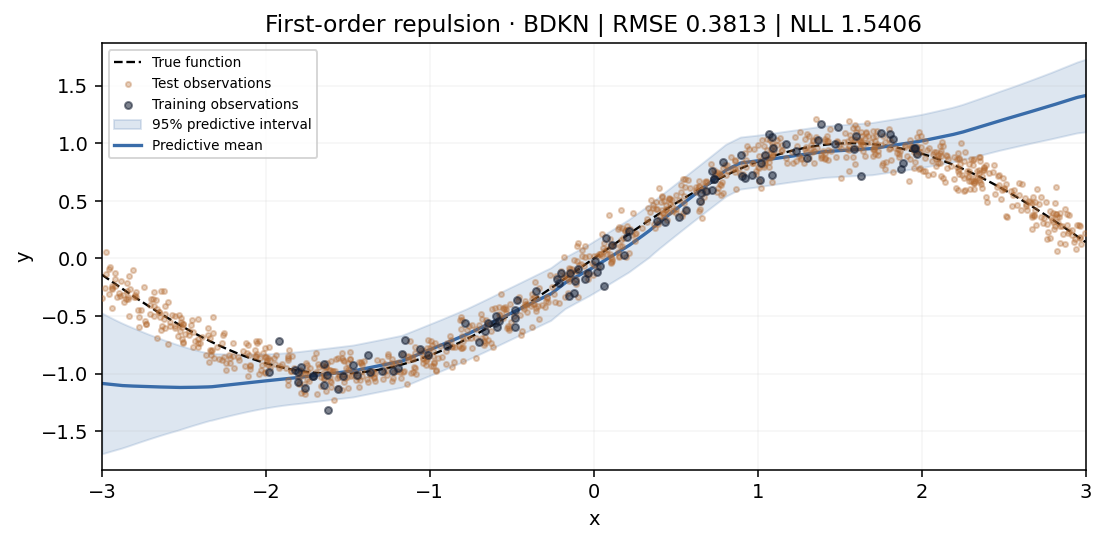 First-order repulsion · BDKN | RMSE 0.3813 | NLL 1.5406
True function
Test observations
Training observations
95% predictive interval
Predictive mean
y
1.5
1.0
0.5
0.0
−0.5
−1.0
−1.5
−3 −2 −1 0 1 2 3
x